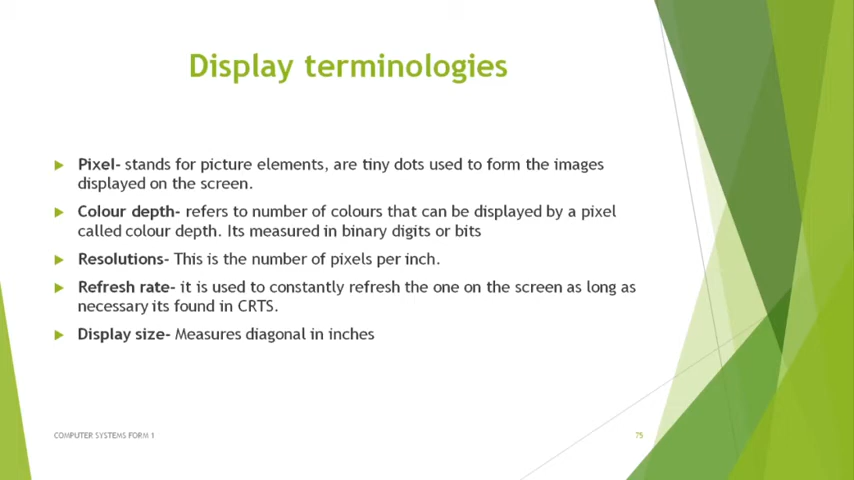 Display terminologies
Pixel- stands for picture elements, are tiny dots used to form the images
displayed on the screen.
Colour depth- refers to number of colours that can be displayed by a pixel
called colour depth. Its measured in binary digits or bits
Resolutions- This is the number of pixels per inch.
Refresh rate- it is used to constantly refresh the one on the screen as long as
necessary its found in CRTS.
Display size- Measures diagonal in inches
COMPUTER SYSTEMS FORM 1
75